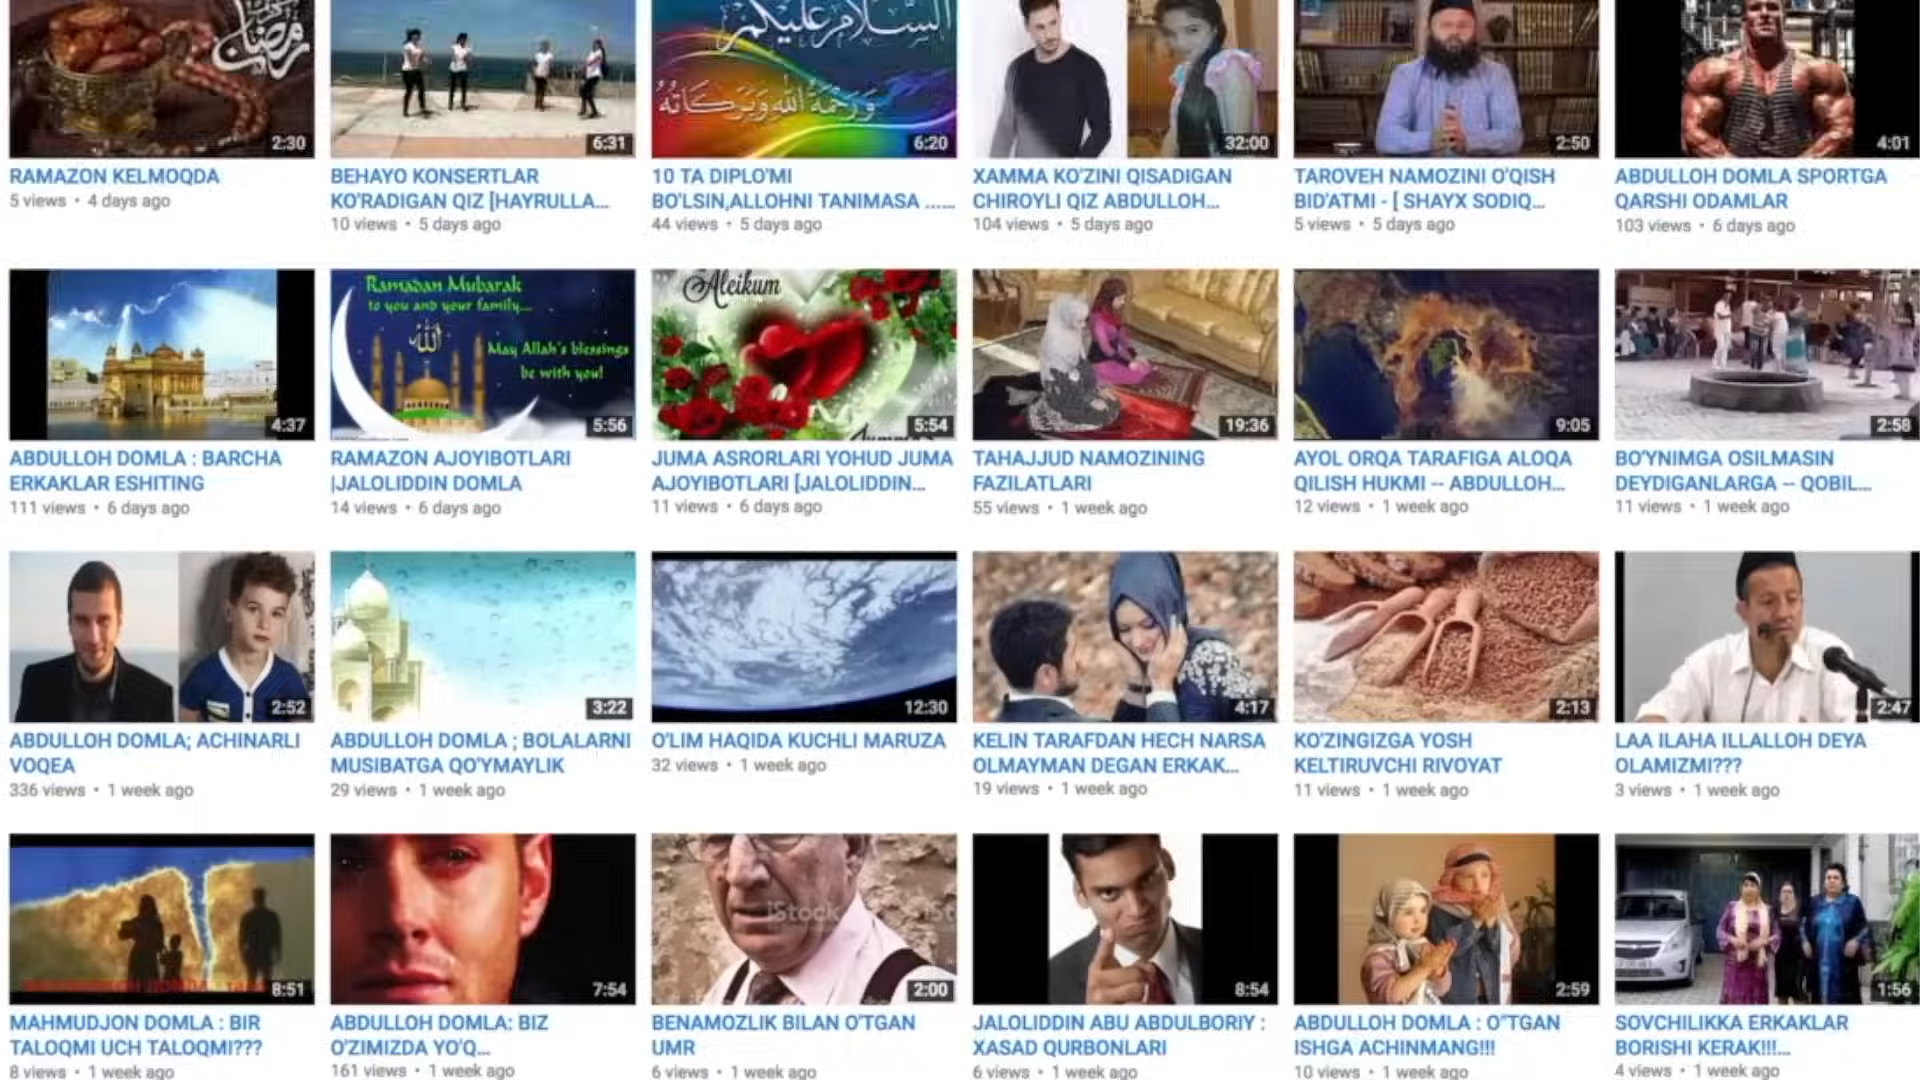 السلام عليكم
2:30
6:31
6:20
ورحمة الله وبركاته
32:00
2:50
4:01
RAMAZON KELMOQDA
5 views • 4 days ago
BEHAYO KONSERTLAR
KO'RADIGAN QIZ [HAYRULLA...
10 views • 5 days ago
10 TA DIPLO'MI
BO'LSIN,ALLOHNI TANIMASA ......
44 views • 5 days ago
XAMMA KO'ZINI QISADIGAN
CHIROYLI QIZ ABDULLOH...
104 views • 5 days ago
TAROVEH NAMOZINI O'QISH
BID'ATMI - [ SHAYX SODIQ...
5 views • 5 days ago
ABDULLOH DOMLA SPORTGA
QARSHI ODAMLAR
103 views • 6 days ago
4:37
Ramadan Mubarak
to you and your family...
الله
May Allah's blessings
be with you!
5:56
Aleikum
5:54
19:36
9:05
2:58
ABDULLOH DOMLA : BARCHA
ERKAKLAR ESHITING
111 views • 6 days ago
RAMAZON AJOYIBOTLARI
|JALOLIDDIN DOMLA
14 views • 6 days ago
JUMA ASRORLARI YOHUD JUMA
AJOYIBOTLARI [JALOLIDDIN...
11 views • 6 days ago
TAHAJJUD NAMOZINING
FAZILATLARI
55 views • 1 week ago
AYOL ORQA TARAFIGA ALOQA
QILISH HUKMI -- ABDULLOH...
12 views • 1 week ago
BO'YNIMGA OSILMASIN
DEYDIGANLARGA -- QOBIL...
11 views • 1 week ago
2:52
3:22
12:30
4:17
2:13
2:47
ABDULLOH DOMLA; ACHINARLI
VOQEA
336 views • 1 week ago
ABDULLOH DOMLA ; BOLALARNI
MUSIBATGA QO'YMAYLIK
29 views • 1 week ago
O'LIM HAQIDA KUCHLI MARUZA
32 views • 1 week ago
KELIN TARAFDAN HECH NARSA
OLMAYMAN DEGAN ERKAK...
19 views • 1 week ago
KO'ZINGIZGA YOSH
KELTIRUVCHI RIVOYAT
11 views • 1 week ago
LAA ILAHA ILLALLOH DEYA
OLAMIZMI???
3 views • 1 week ago
8:51
7:54
iStock
2:00
8:54
2:59
1:56
MAHMUDJON DOMLA : BIR
TALOQMI UCH TALOQMI???
8 views • 1 week ago
ABDULLOH DOMLA: BIZ
O'ZIMIZDA YO'Q...
161 views • 1 week ago
BENAMOZLIK BILAN O'TGAN
UMR
6 views • 1 week ago
JALOLIDDIN ABU ABDULBORIY :
XASAD QURBONLARI
6 views • 1 week ago
ABDULLOH DOMLA : O"TGAN
ISHGA ACHINMANG!!!
10 views • 1 week ago
SOVCHILIKKA ERKAKLAR
BORISHI KERAK!!!...
4 views • 1 week ago